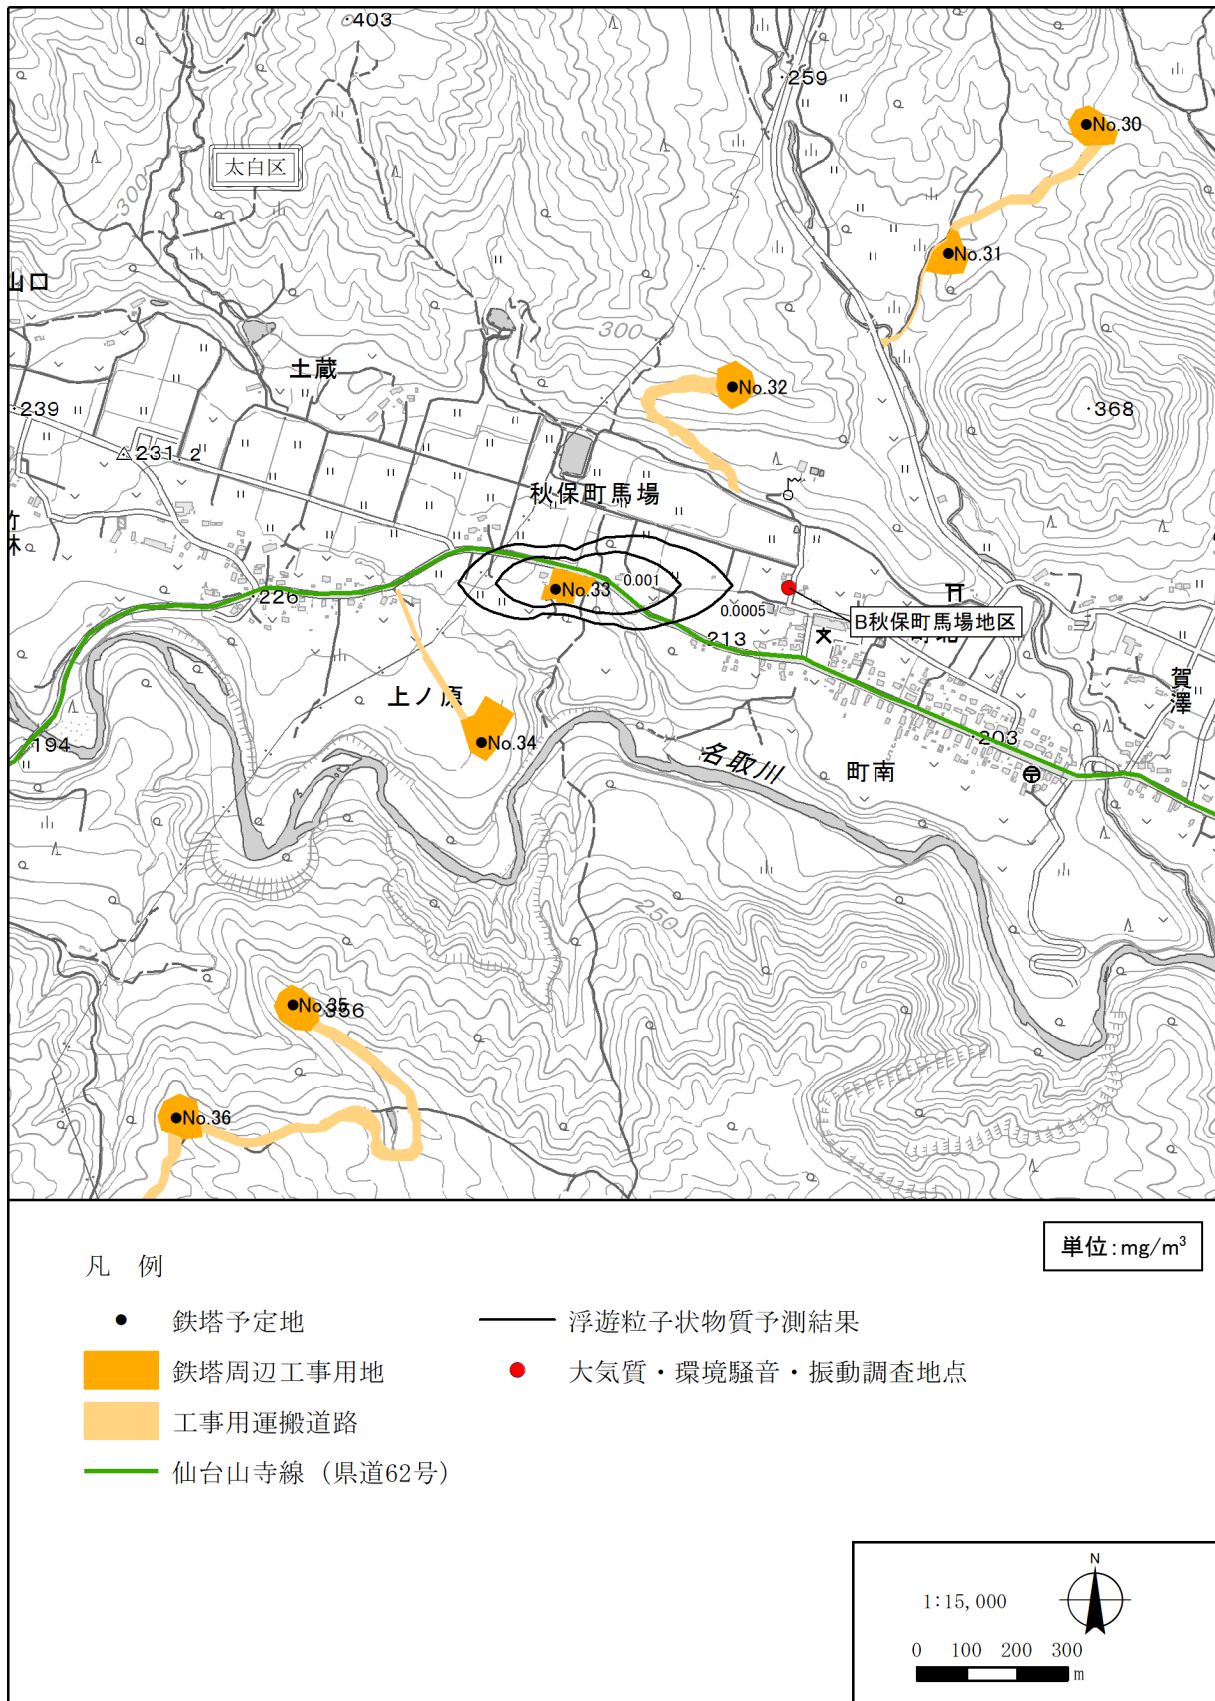 403
259
No.30
太白区
300
No.31
山口
300
土蔵
No.32
239
368
231.2
秋保町馬場
竹林
No.33
0.001
226
0.0005
B秋保町馬場地区
213
賀澤
上ノ原
194
No.34
203
名取川
町南
250
No.35
356
No.36
単位:mg/m³
凡 例
鉄塔予定地
浮遊粒子状物質予測結果
鉄塔周辺工事用地
大気質・環境騒音・振動調査地点
工事用運搬道路
仙台山寺線（県道62号）
N
1:15,000
0 100 200 300
m